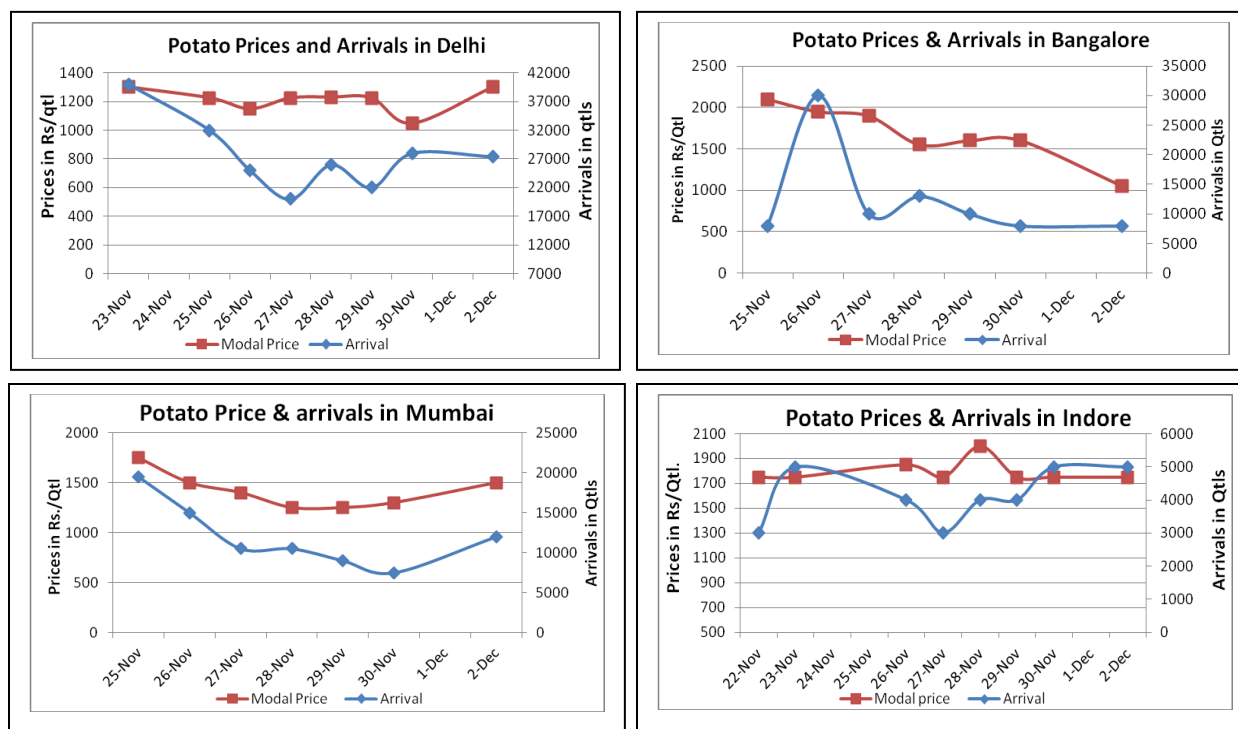 Potato Prices and Arrivals in Delhi
Prices in Rs/qtl
1400
1200
1000
800
600
400
200
0
42000
37000
32000
27000
22000
17000
12000
7000
Arrivals in qtls
23-Nov
24-Nov
25-Nov
26-Nov
27-Nov
28-Nov
29-Nov
30-Nov
1-Dec
2-Dec
Modal Price Arrival
Potato Prices & Arrivals in Bangalore
Prices in Rs/Qtl
2500
2000
1500
1000
500
0
35000
30000
25000
20000
15000
10000
5000
0
Arrivals in Qtls
25-Nov
26-Nov
27-Nov
28-Nov
29-Nov
30-Nov
1-Dec
2-Dec
Modal Price Arrival
Potato Price & arrivals in Mumbai
Prices in Rs./Qtl
2000
1500
1000
500
0
25000
20000
15000
10000
5000
0
Arrivals in Qtls
25-Nov
26-Nov
27-Nov
28-Nov
29-Nov
30-Nov
1-Dec
2-Dec
Modal Price Arrival
Potato Prices & Arrivals in Indore
Prices in Rs/Qtl.
2100
1900
1700
1500
1300
1100
900
700
500
6000
5000
4000
3000
2000
1000
0
Arrivals in Qtls
22-Nov
23-Nov
24-Nov
25-Nov
26-Nov
27-Nov
28-Nov
29-Nov
30-Nov
1-Dec
2-Dec
Modal price Arrival